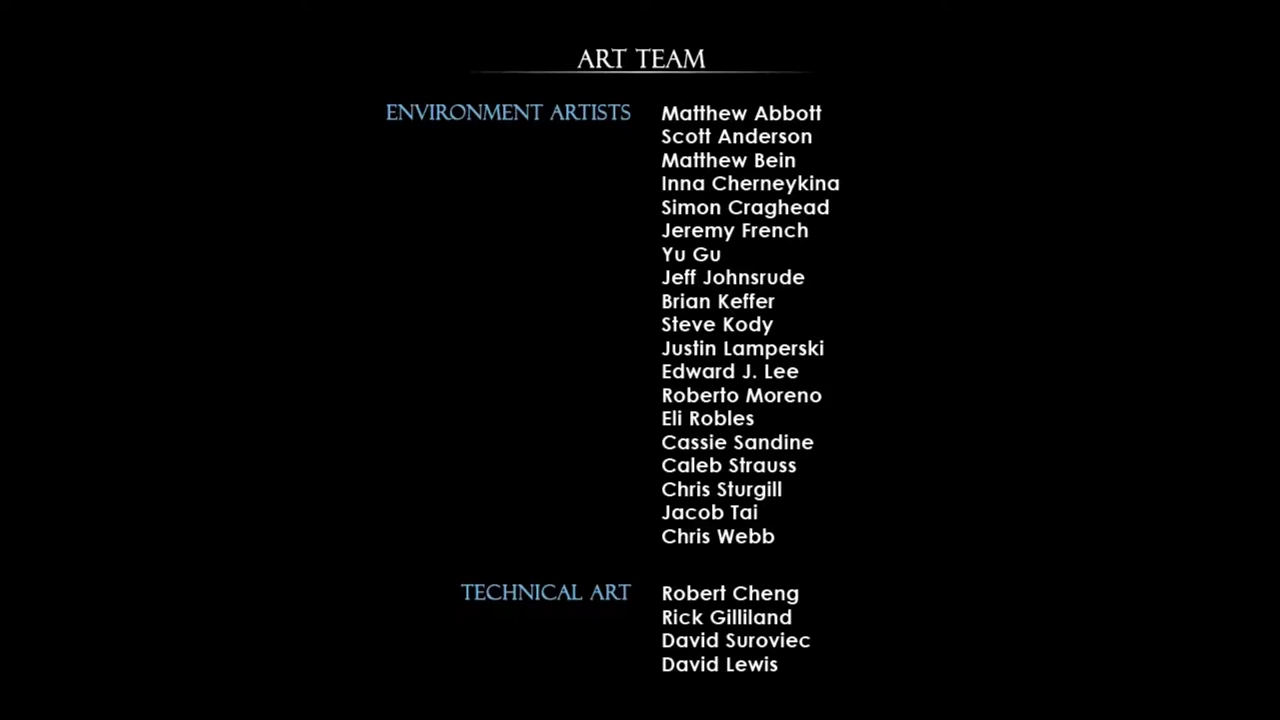 ART TEAM
ENVIRONMENT ARTISTS Matthew Abbott
Scott Anderson
Matthew Bein
Inna Cherneykina
Simon Craghead
Jeremy French
Yu Gu
Jeff Johnsrude
Brian Keffer
Steve Kody
Justin Lamperski
Edward J. Lee
Roberto Moreno
Eli Robles
Cassie Sandine
Caleb Strauss
Chris Sturgill
Jacob Tai
Chris Webb
TECHNICAL ART Robert Cheng
Rick Gilliland
David Suroviec
David Lewis